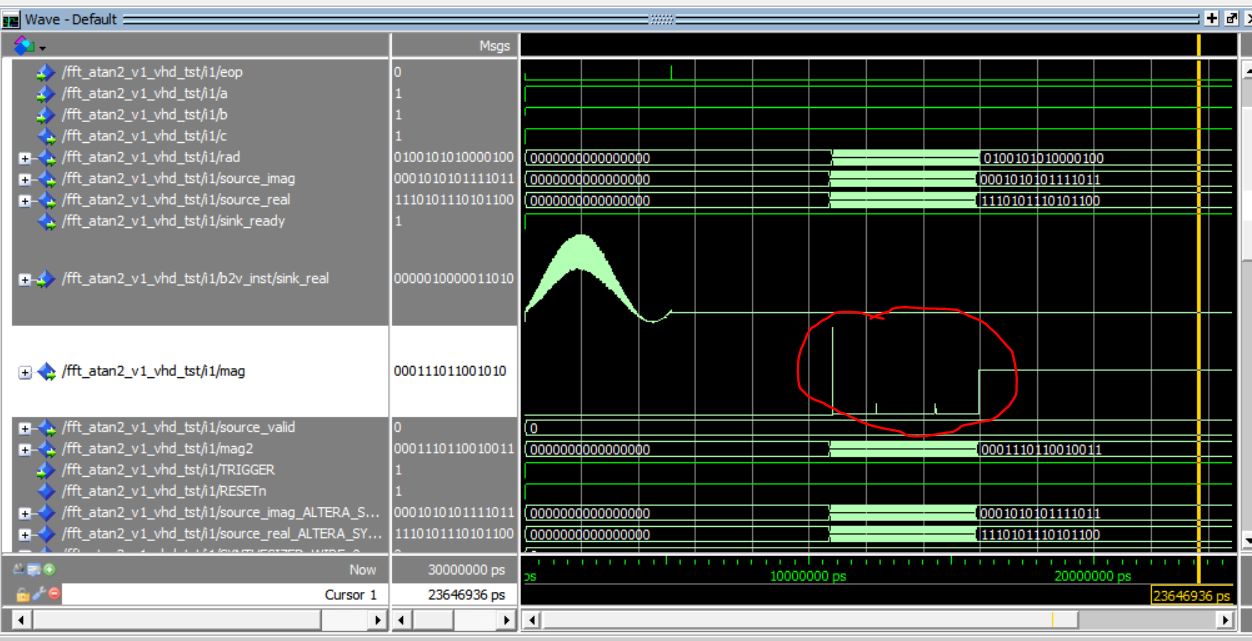 Wave - Default
Msgs
/fft_atan2_v1_vhd_tst/i1/eop 0
/fft_atan2_v1_vhd_tst/i1/a 1
/fft_atan2_v1_vhd_tst/i1/b 1
/fft_atan2_v1_vhd_tst/i1/c 1
/fft_atan2_v1_vhd_tst/i1/rad 0100101010000100 0000000000000000 0100101010000100
/fft_atan2_v1_vhd_tst/i1/source_imag 0001010101111011 0000000000000000 0001010101111011
/fft_atan2_v1_vhd_tst/i1/source_real 1110101110101100 0000000000000000 1110101110101100
/fft_atan2_v1_vhd_tst/i1/sink_ready 1
/fft_atan2_v1_vhd_tst/i1/b2v_inst/sink_real 0000010000011010
/fft_atan2_v1_vhd_tst/i1/mag 000111011001010
/fft_atan2_v1_vhd_tst/i1/source_valid 0 0
/fft_atan2_v1_vhd_tst/i1/mag2 0001110110010011 0000000000000000 0001110110010011
/fft_atan2_v1_vhd_tst/i1/TRIGGER 1
/fft_atan2_v1_vhd_tst/i1/RESETn 1
/fft_atan2_v1_vhd_tst/i1/source_imag_ALTERA_S... 0001010101111011 0000000000000000 0001010101111011
/fft_atan2_v1_vhd_tst/i1/source_real_ALTERA_SY... 1110101110101100 0000000000000000 1110101110101100
Now 30000000 ps ps 10000000 ps 20000000 ps
Cursor 1 23646936 ps 23646936 ps